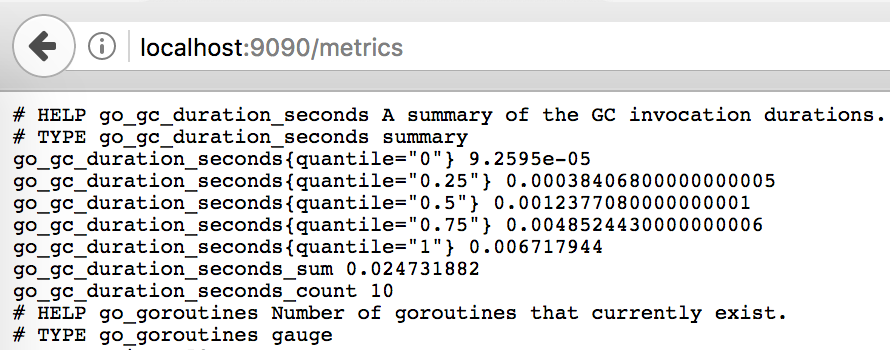 localhost:9090/metrics
# HELP go_gc_duration_seconds A summary of the GC invocation durations.
# TYPE go_gc_duration_seconds summary
go_gc_duration_seconds{quantile="0"} 9.2595e-05
go_gc_duration_seconds{quantile="0.25"} 0.00038406800000000005
go_gc_duration_seconds{quantile="0.5"} 0.0012377080000000001
go_gc_duration_seconds{quantile="0.75"} 0.0048524430000000006
go_gc_duration_seconds{quantile="1"} 0.006717944
go_gc_duration_seconds_sum 0.024731882
go_gc_duration_seconds_count 10
# HELP go_goroutines Number of goroutines that currently exist.
# TYPE go_goroutines gauge